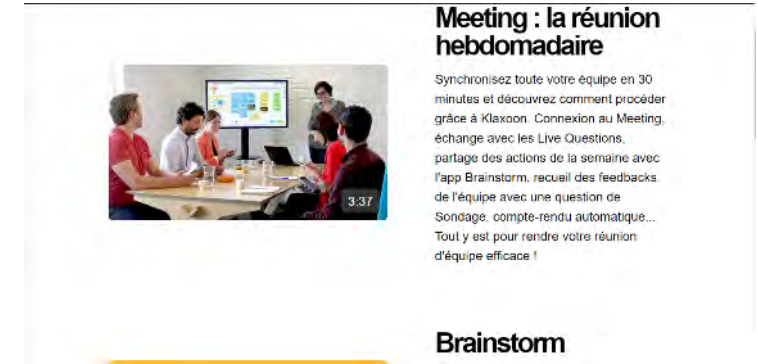 Meeting : la réunion
hebdomadaire
Synchronisez toute votre équipe en 30
minutes et découvrez comment procéder
grâce à Klaxoon. Connexion au Meeting,
échange avec les Live Questions,
partage des actions de la semaine avec
l'app Brainstorm, recueil des feedbacks
de l'équipe avec une question de
Sondage, compte-rendu automatique...
Tout y est pour rendre votre réunion
d'équipe efficace !
3:37
Brainstorm